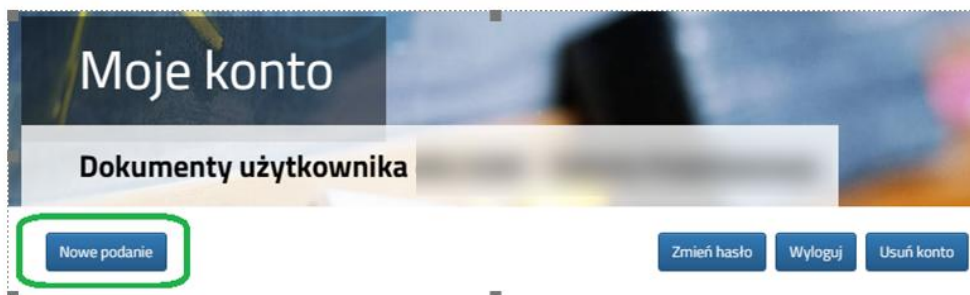 Moje konto
Dokumenty użytkownika
Nowe podanie
Zmień hasło Wyloguj Usuń konto